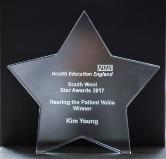 NHS
Health Education England
South West
Star Awards 2017
Hearing the Patient Voice
Winner
Kim Young